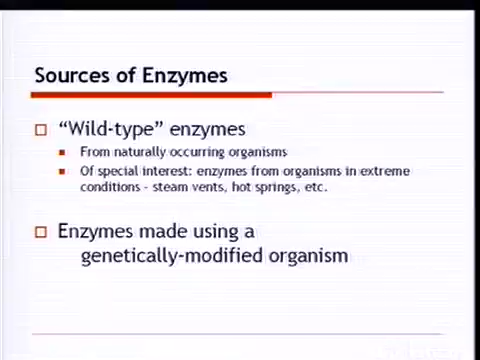 Sources of Enzymes
“Wild-type” enzymes
From naturally occurring organisms
Of special interest: enzymes from organisms in extreme
conditions - steam vents, hot springs, etc.
Enzymes made using a
genetically-modified organism